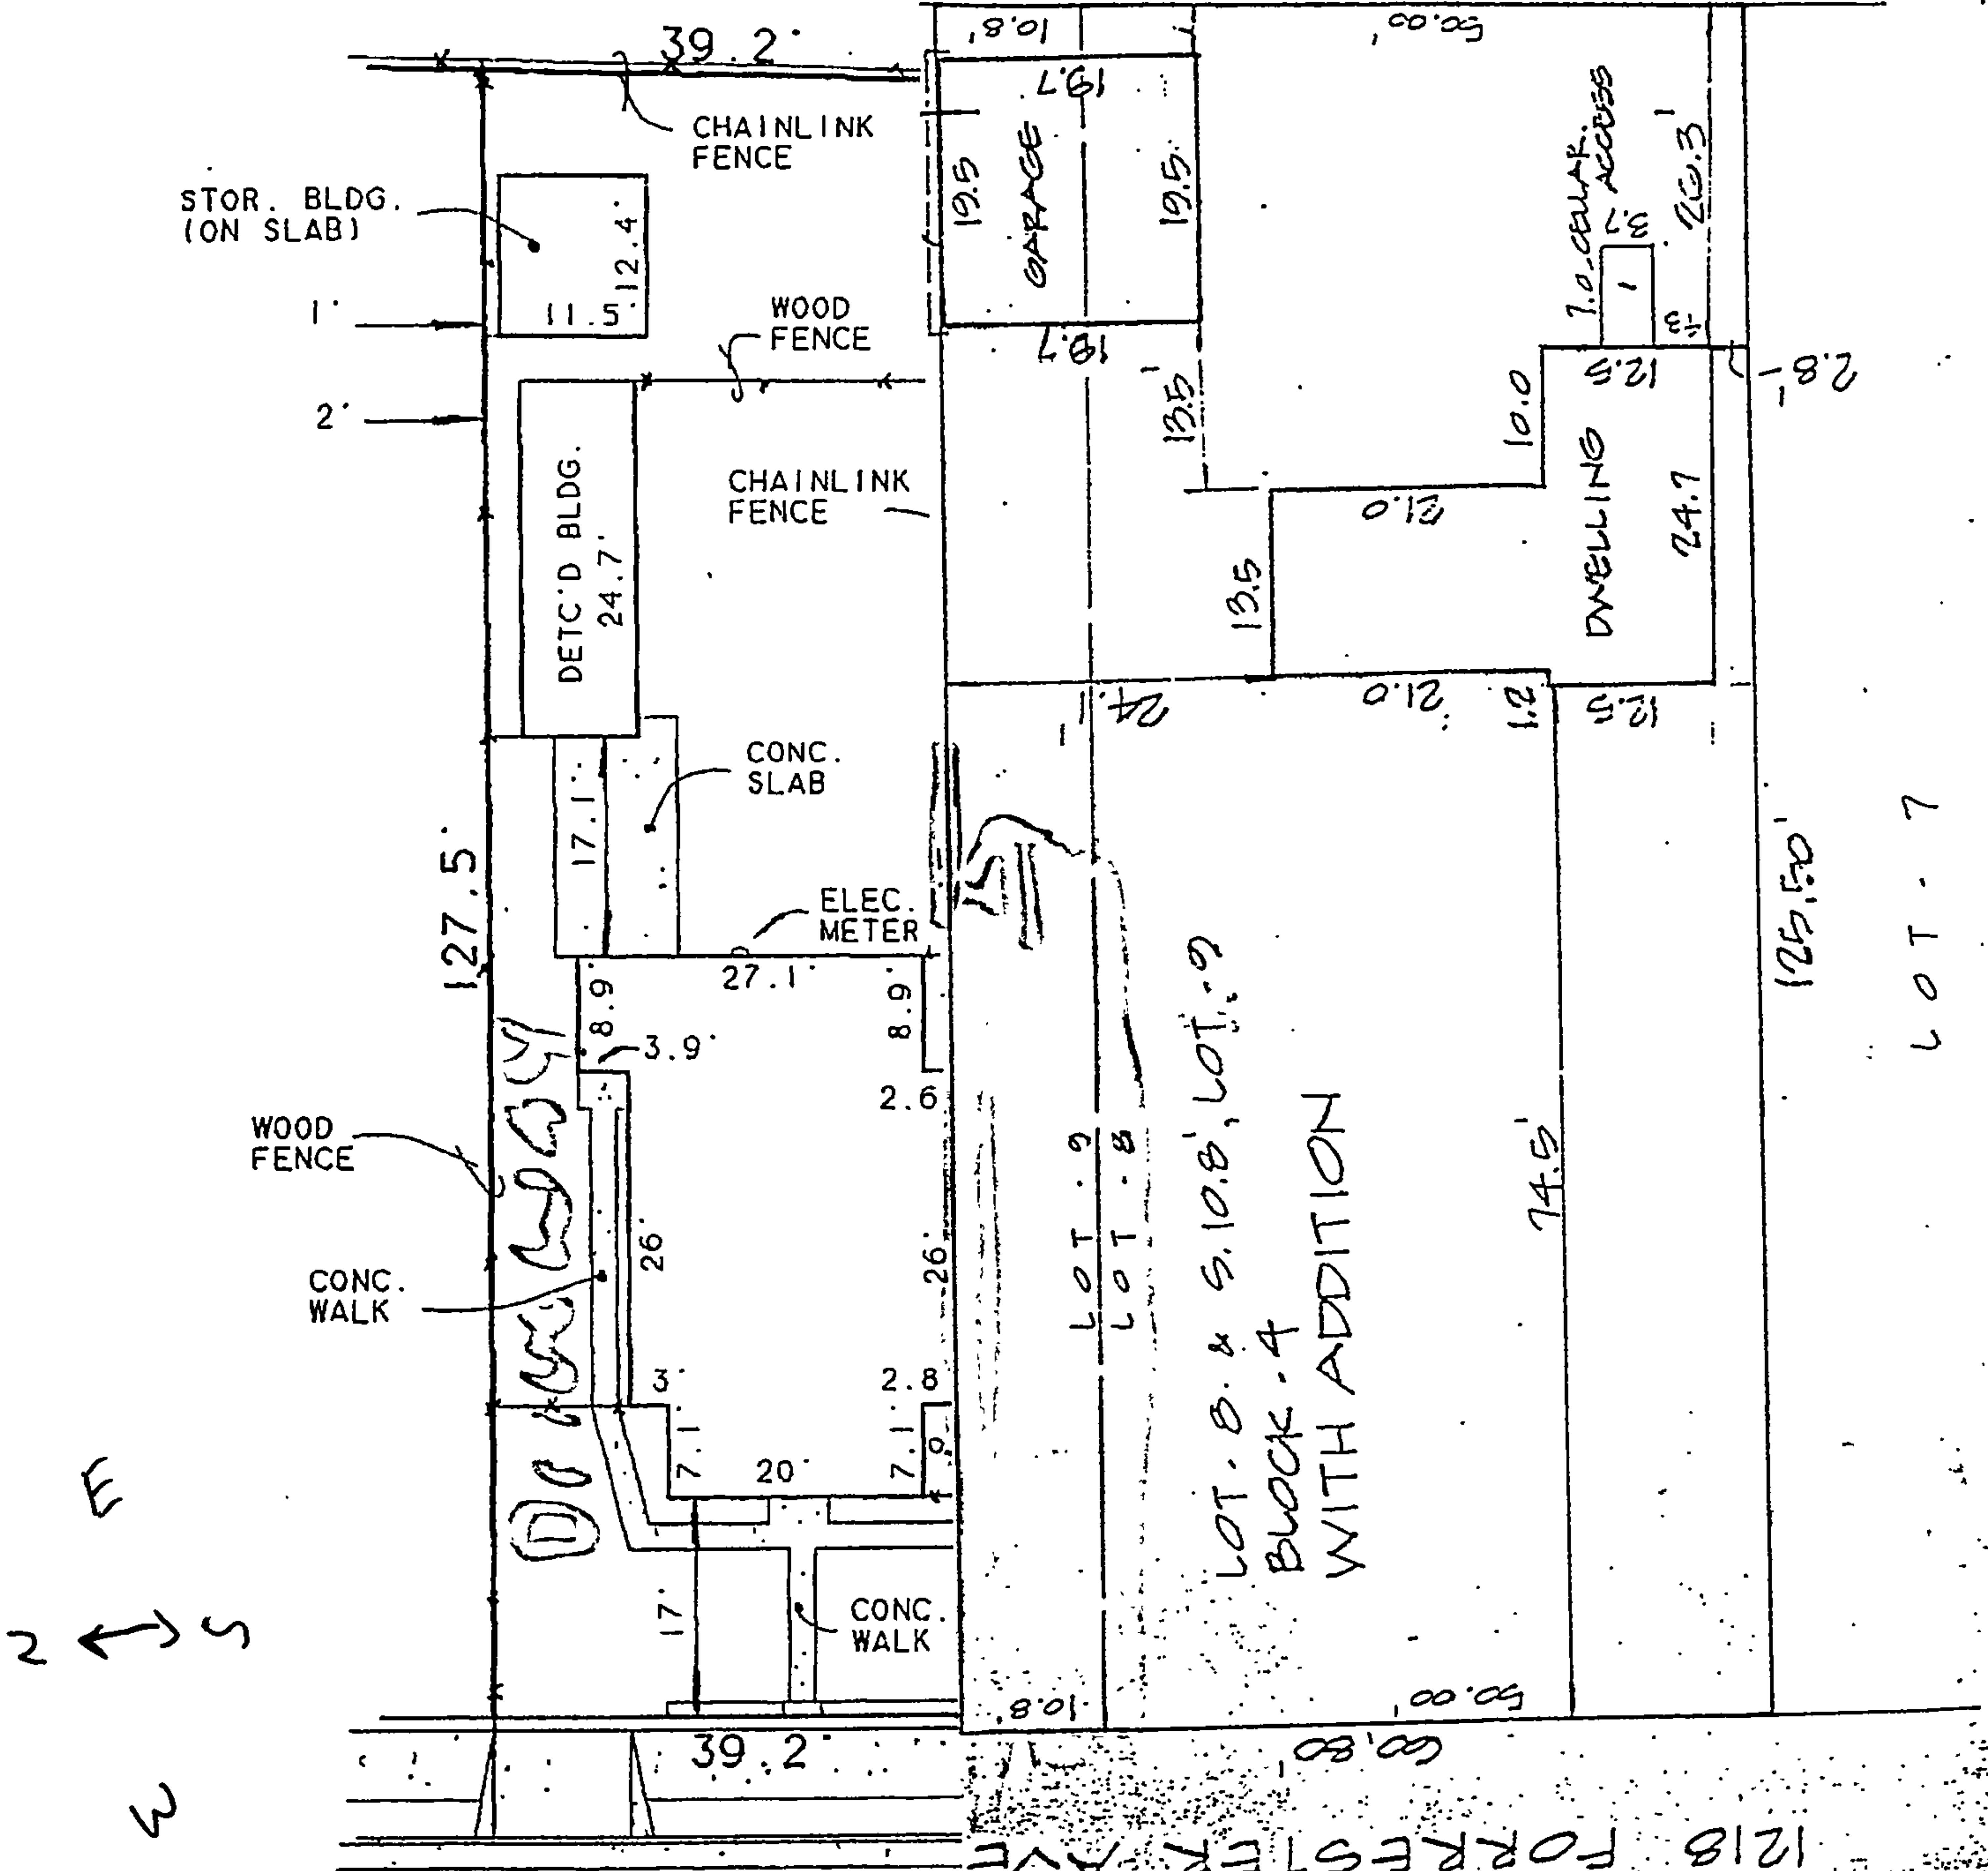 39.2'
10.8'
50.00'
CHAINLINK
FENCE
19.7
STOR. BLDG.
(ON SLAB)
12.4'
11.5'
19.5
GARAGE
19.5
7.0 CELLAR
ACCESS
3.7
26.3'
1'
WOOD
FENCE
19.7
2'
13.5'
10.0
12.5
2.8'
DETC'D BLDG.
24.7'
CHAINLINK
FENCE
21.0
DWELLING
24.7
13.5
24
21.0
1.2
12.5
CONC.
SLAB
17.1'
127.5'
ELEC.
METER
27.1'
125.50'
LOT. 7
8.9'
8.9'
3.9'
2.6
WOOD
FENCE
LOT. 9
LOT. 8
LOT. 8. & S. 10.8', LOT. 9
BLOCK. 4
WITH ADDITION
74.5'
26'
26'
CONC.
WALK
Driveway
3'
2.8
7.1'
7.1'
20'
E
N
S
W
17'
CONC.
WALK
10.8'
50.00'
39.2'
60.80'
1218 FORRESTER AVE